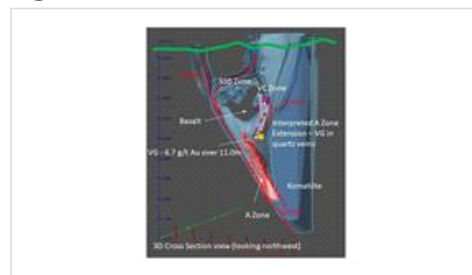 SSB Zone
VC Zone
Basalt
Interpreted A Zone
Extension – VG in
quartz veins
VG - 6.7 g/t Au over 11.0m
Komatiite
A Zone
3D Cross Section view (looking northwest)